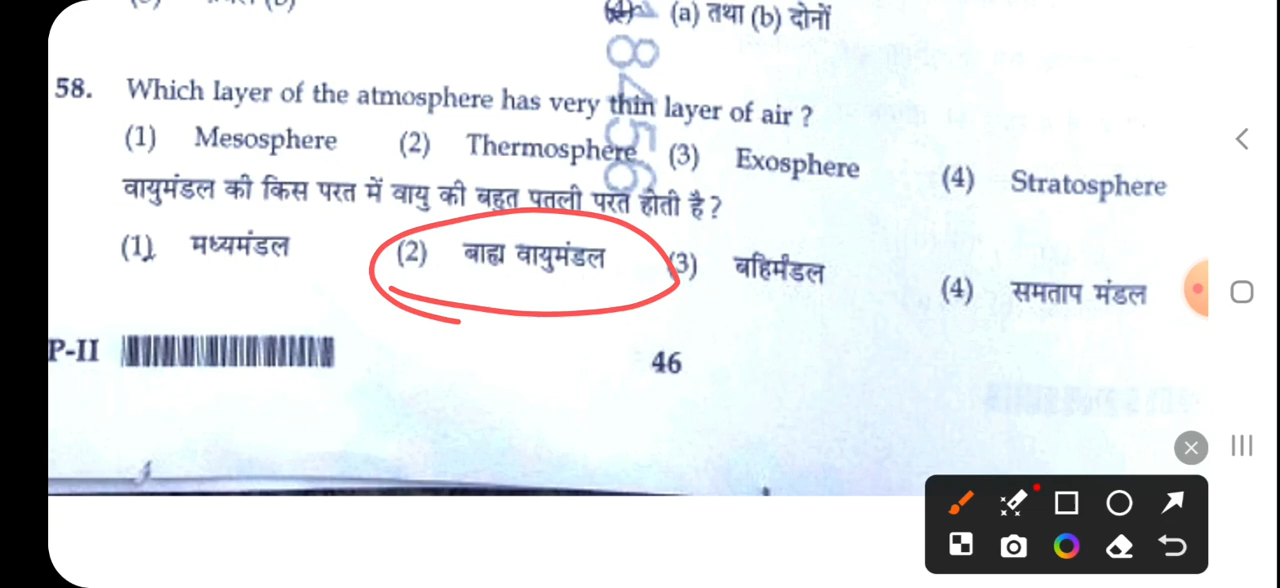 (a) तथा (b) दोनों
58. Which layer of the atmosphere has very thin layer of air ?
(1) Mesosphere (2) Thermosphere (3) Exosphere (4) Stratosphere
वायुमंडल की किस परत में वायु की बहुत पतली परत होती है ?
(1) मध्यमंडल (2) बाह्य वायुमंडल (3) बहिर्मंडल (4) समताप मंडल
P-II 46